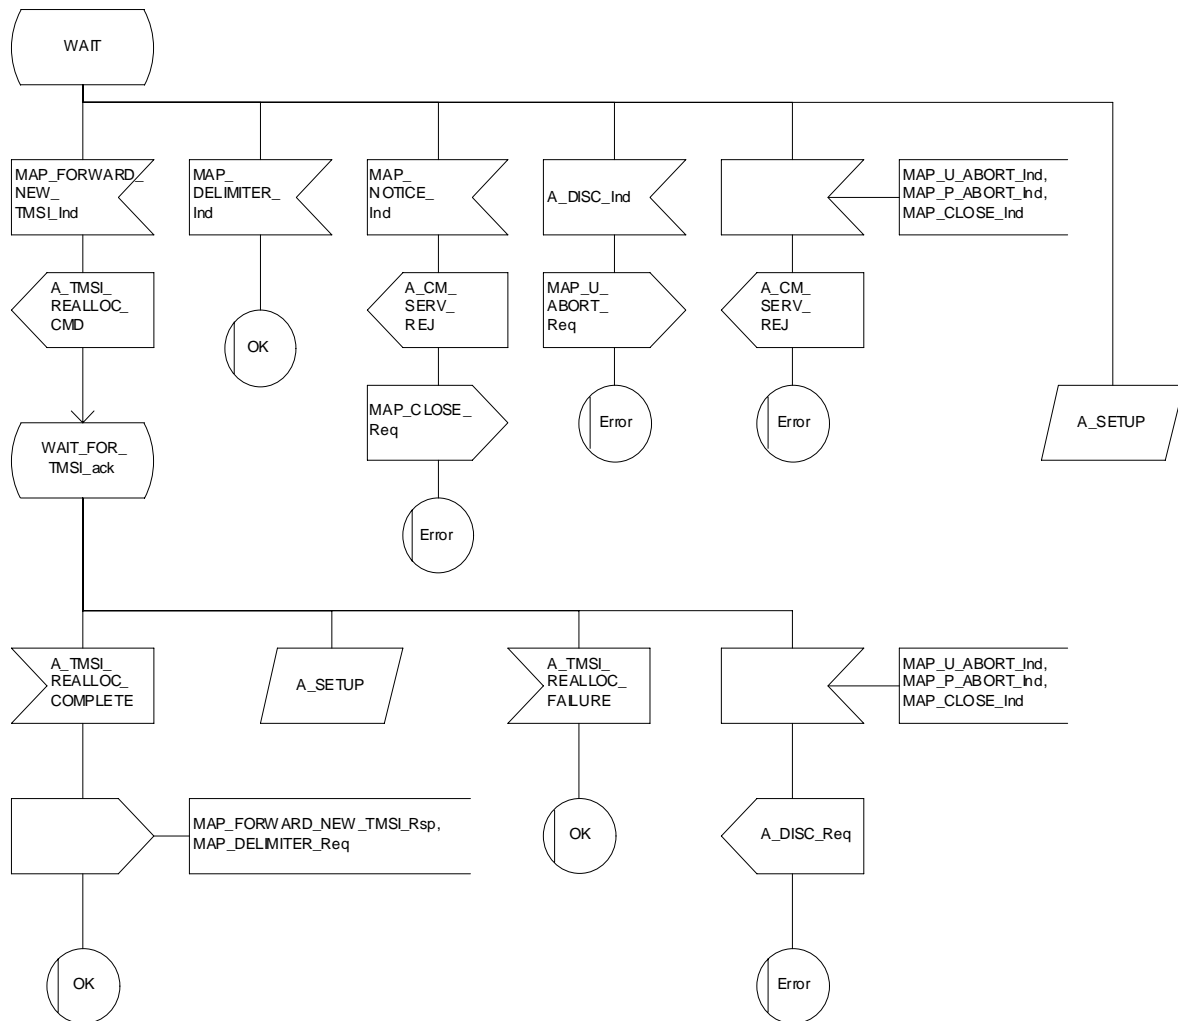 WAIT
MAP_FORWARD_
NEW_
TMSI_Ind
MAP_
DELIMITER_
Ind
MAP_
NOTICE_
Ind
A_DISC_Ind
MAP_U_ABORT_Ind,
MAP_P_ABORT_Ind,
MAP_CLOSE_Ind
A_TMSI_
REALLOC_
CMD
OK
A_CM_
SERV_
REJ
MAP_U_
ABORT_
Req
A_CM_
SERV_
REJ
MAP_CLOSE_
Req
Error
Error
A_SETUP
WAIT_FOR_
TMSI_ack
Error
A_TMSI_
REALLOC_
COMPLETE
A_SETUP
A_TMSI_
REALLOC_
FAILURE
MAP_U_ABORT_Ind,
MAP_P_ABORT_Ind,
MAP_CLOSE_Ind
MAP_FORWARD_NEW_TMSI_Rsp,
MAP_DELIMITER_Req
OK
A_DISC_Req
OK
Error